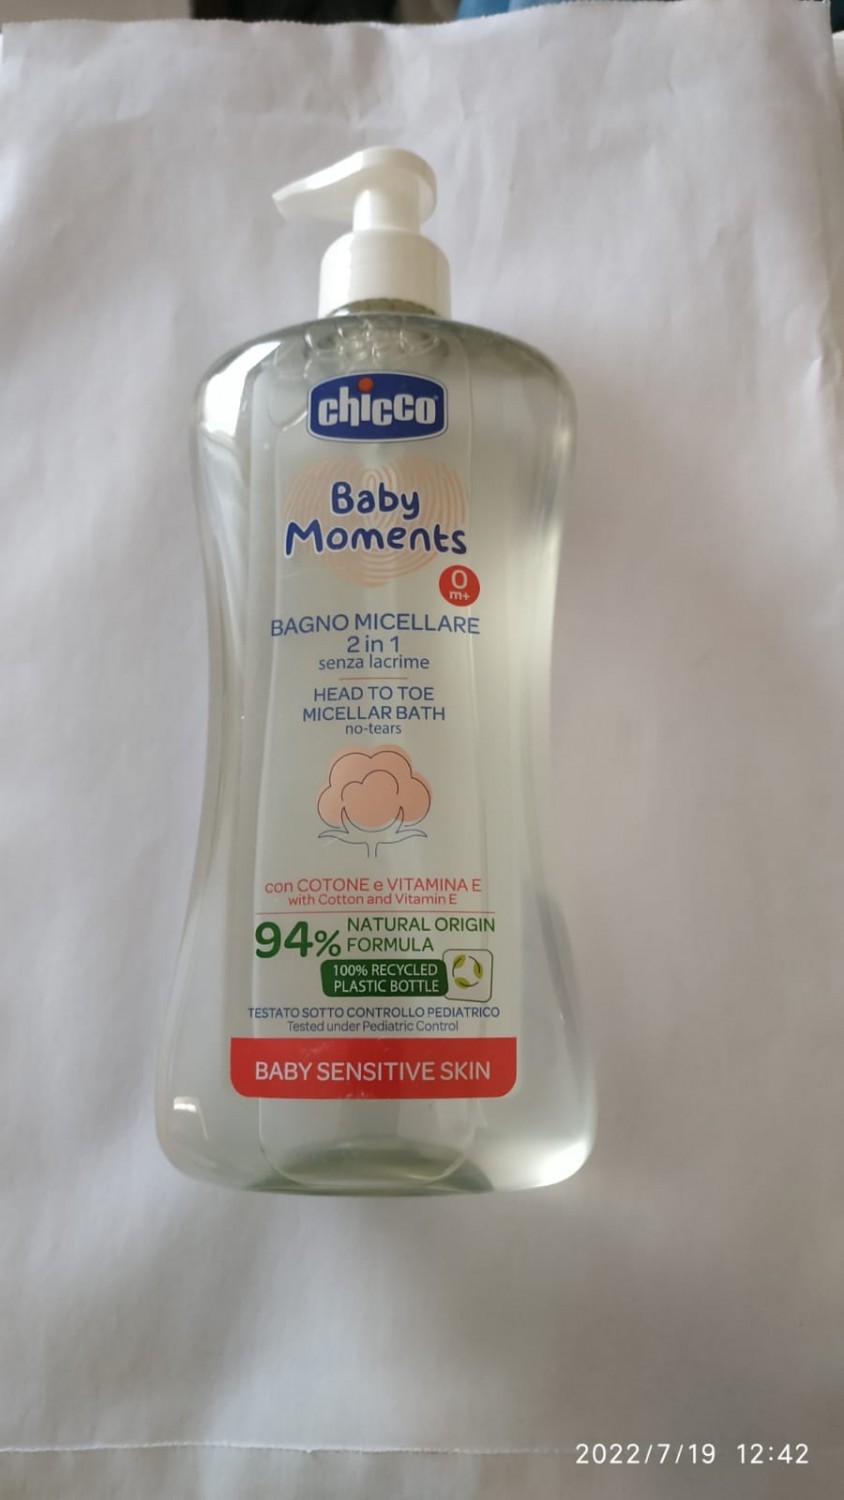 chicco
Baby
Moments
0
m+
BAGNO MICELLARE
2 in 1
senza lacrime
HEAD TO TOE
MICELLAR BATH
no-tears
con COTONE e VITAMINA E
with Cotton and Vitamin E
94% NATURAL ORIGIN
FORMULA
100% RECYCLED
PLASTIC BOTTLE
TESTATO SOTTO CONTROLLO PEDIATRICO
Tested under Pediatric Control
BABY SENSITIVE SKIN
2022/7/19 12:42